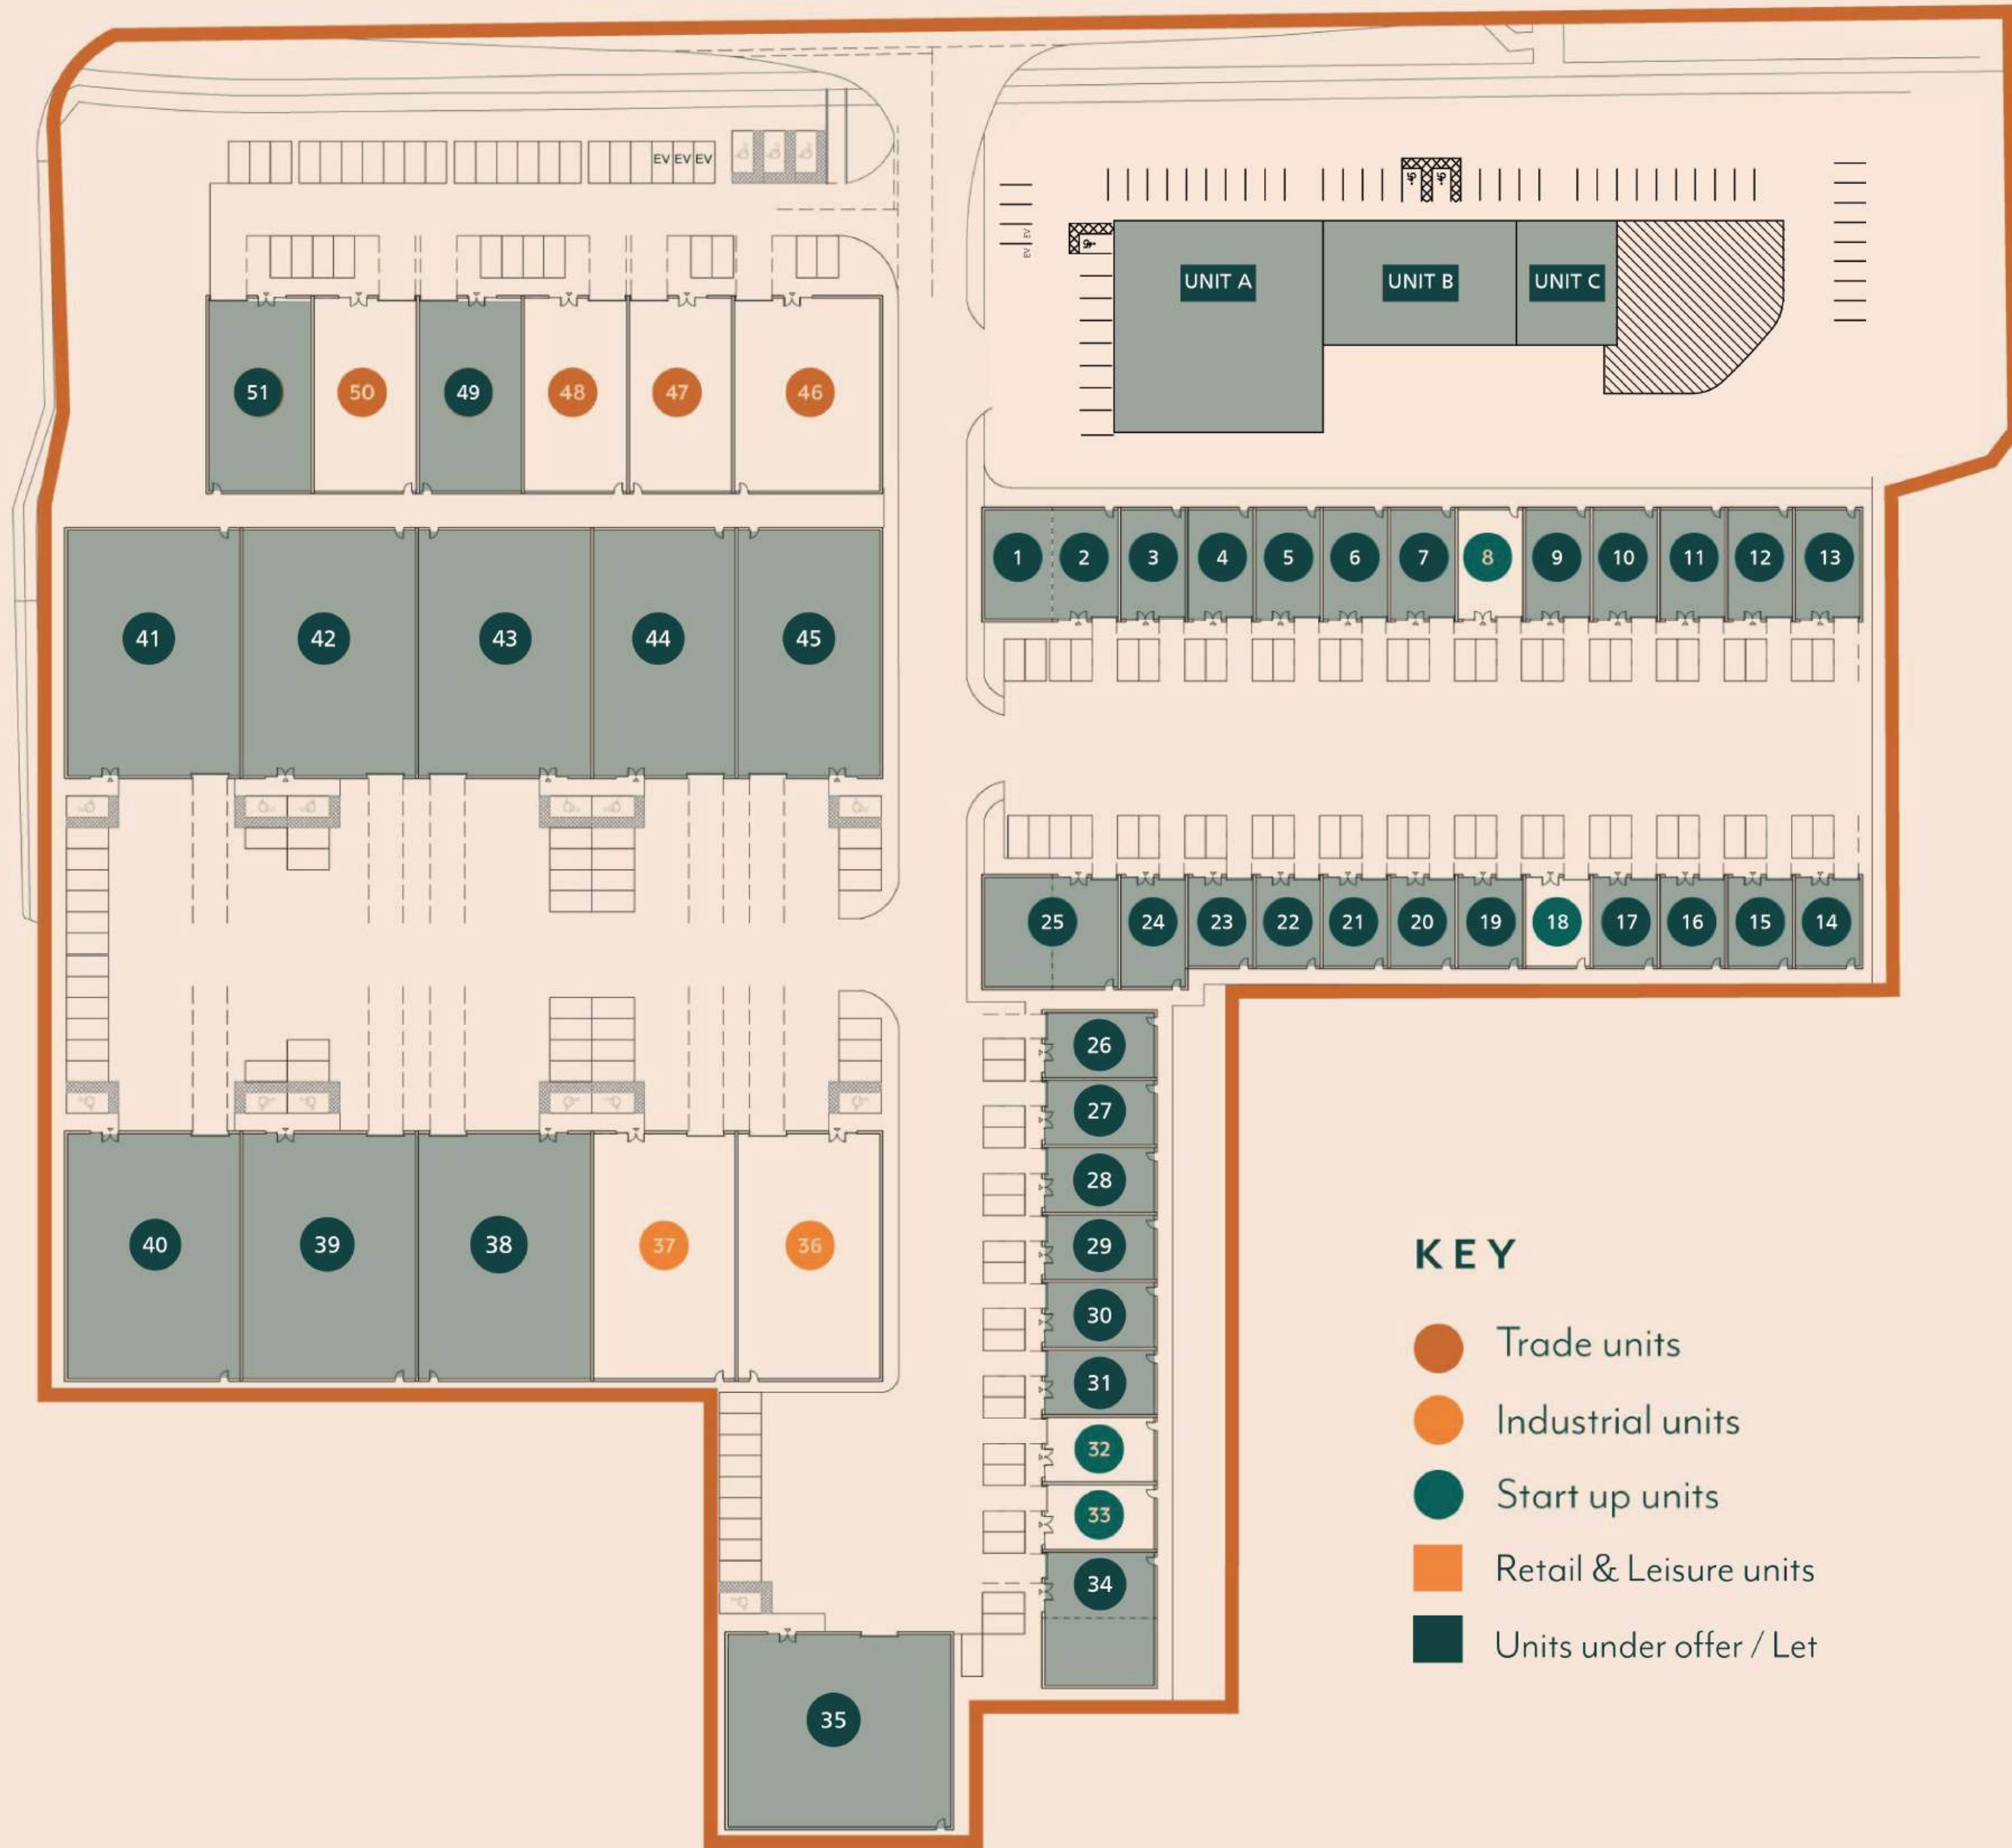 EV EV EV
EV EV
UNIT A UNIT B UNIT C
51 50 49 48 47 46
1 2 3 4 5 6 7 8 9 10 11 12 13
41 42 43 44 45
25 24 23 22 21 20 19 18 17 16 15 14
26
27
28
29
40 39 38 37 36
30
31
32
33
34
35
KEY
Trade units
Industrial units
Start up units
Retail & Leisure units
Units under offer / Let